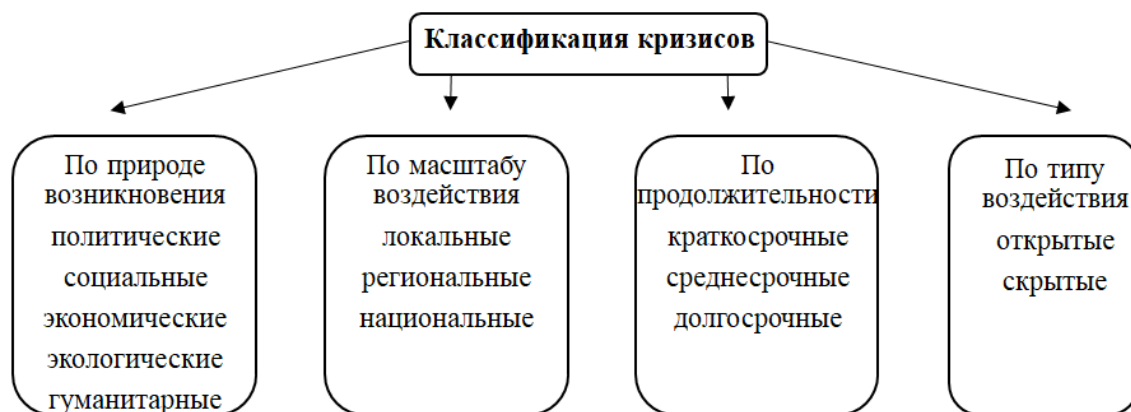 Классификация кризисов
По природе
возникновения
политические
социальные
экономические
экологические
гуманитарные
По масштабу
воздействия
локальные
региональные
национальные
По
продолжительности
краткосрочные
среднесрочные
долгосрочные
По типу
воздействия
открытые
скрытые